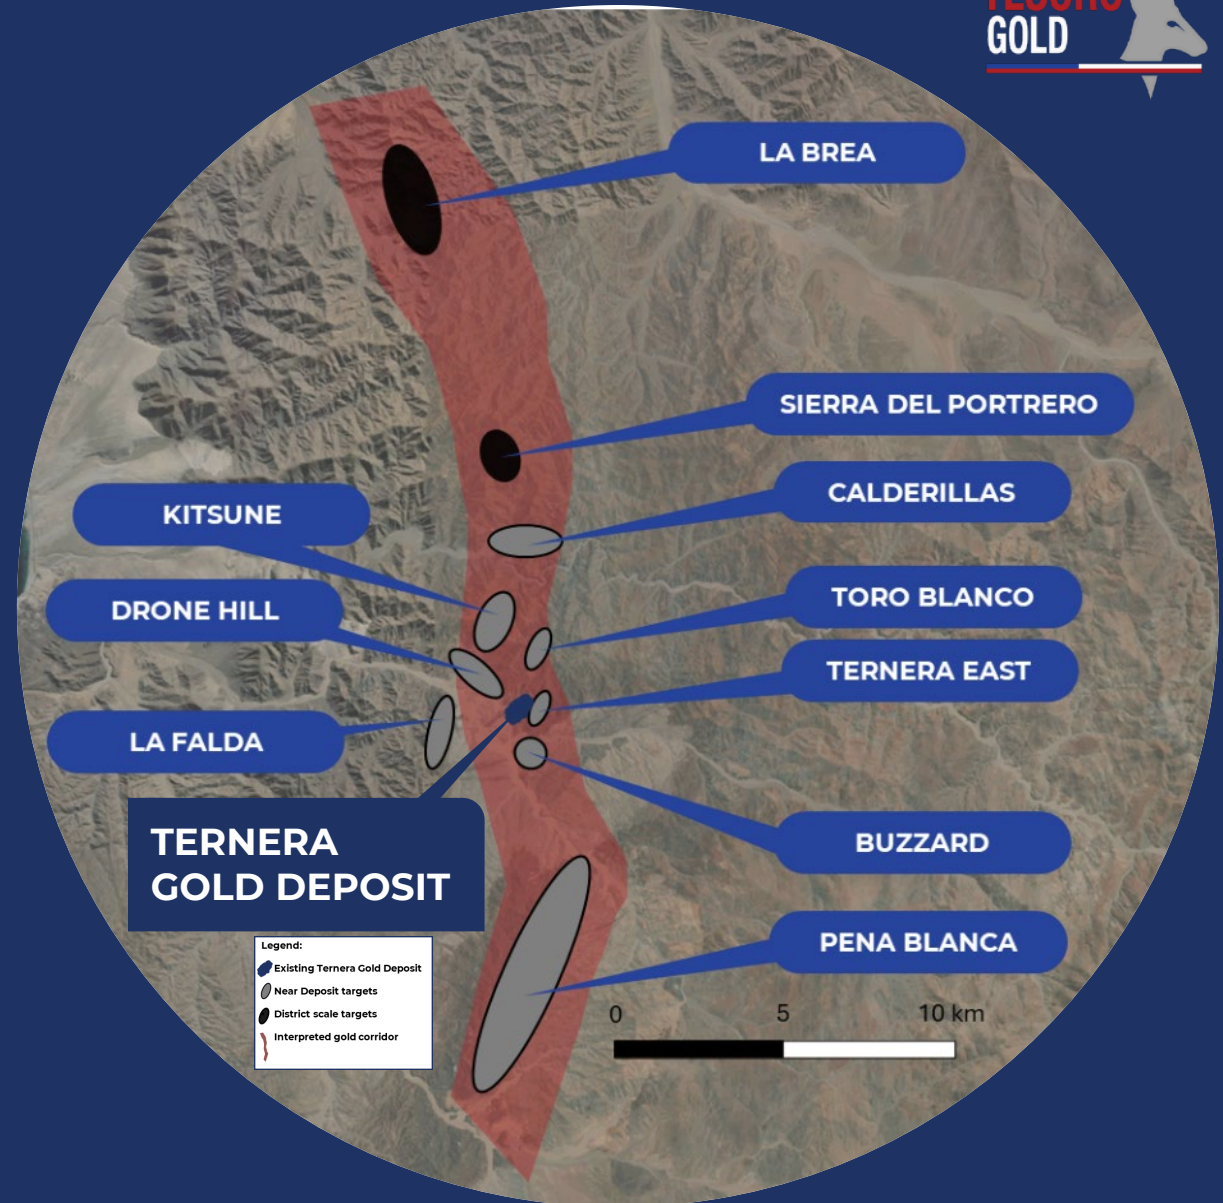 GOLD
LA BREA
SIERRA DEL PORTRERO
CALDERILLAS
KITSUNE
TORO BLANCO
DRONE HILL
TERNERA EAST
LA FALDA
TERNERA
GOLD DEPOSIT
BUZZARD
PENA BLANCA
Legend:
Existing Ternera Gold Deposit
Near Deposit targets
District scale targets
Interpreted gold corridor
0 5 10 km